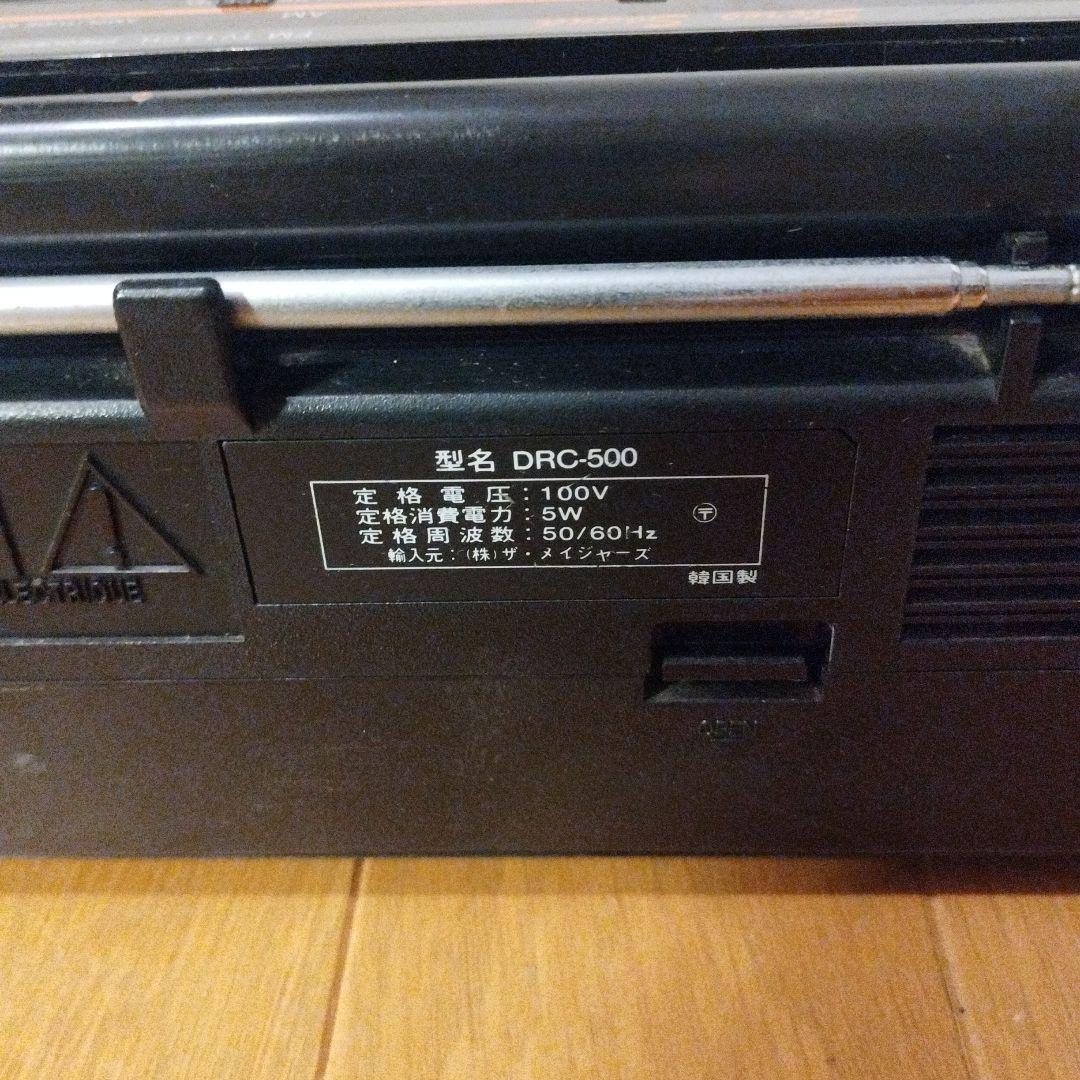 型名 DRC-500
定格電圧:100V
定格消費電力:5W
定格周波数:50/60Hz
〒
輸入元:(株)ザ・メイジャーズ
韓国製